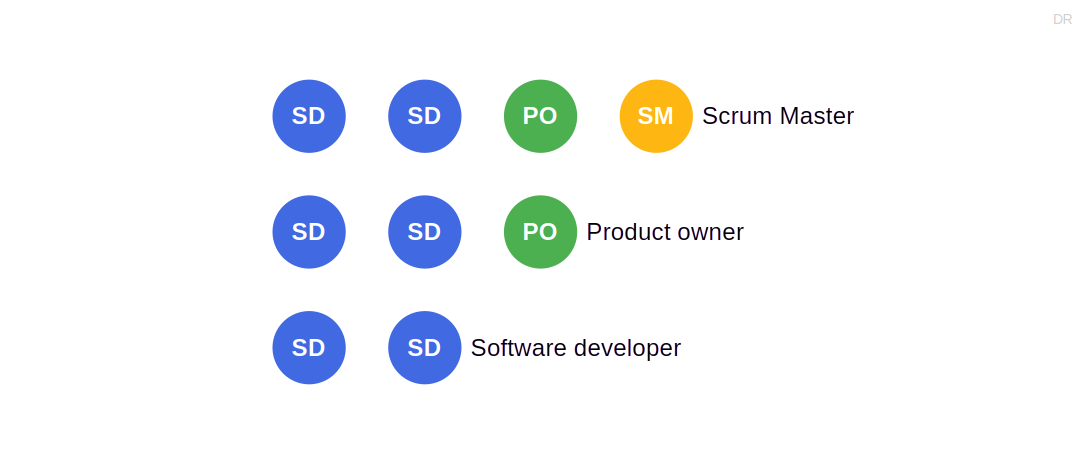 DR
SD SD PO SM Scrum Master
SD SD PO Product owner
SD SD Software developer